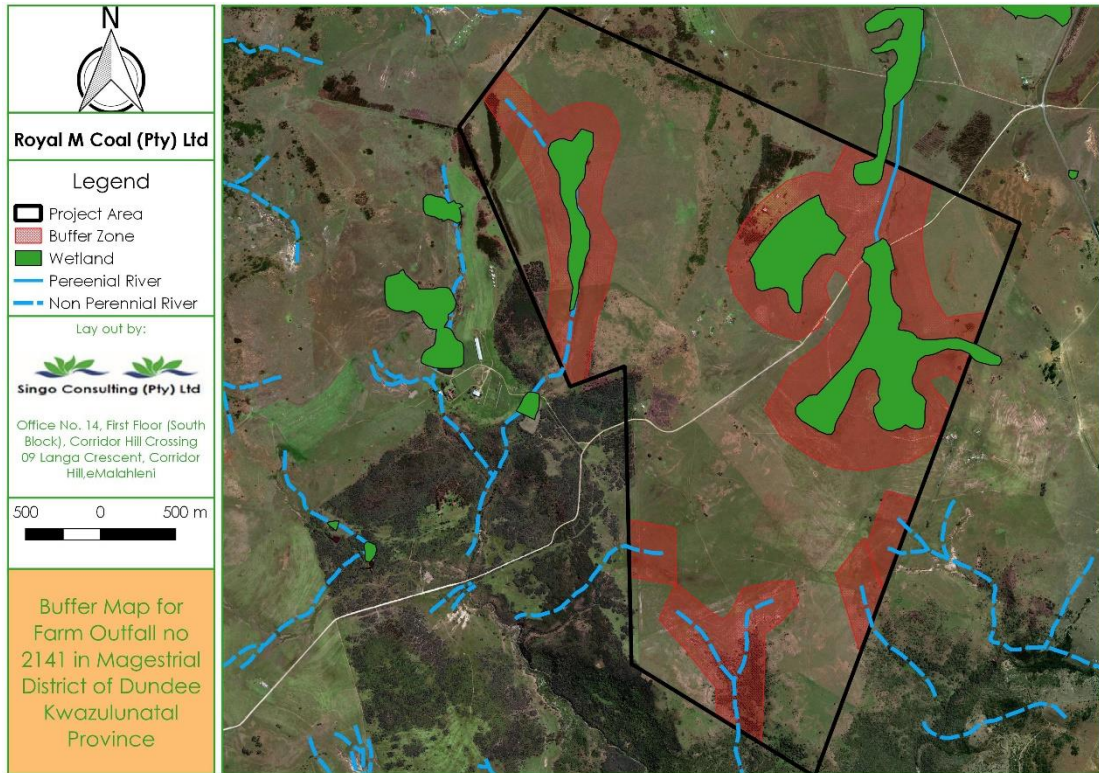 N
Royal M Coal (Pty) Ltd
Legend
Project Area
Buffer Zone
Wetland
Pereenial River
Non Perennial River
Lay out by:
Singo Consulting (Pty) Ltd
Office No. 14, First Floor (South
Block), Corridor Hill Crossing
09 Langa Crescent, Corridor
Hill,eMalahleni
500 0 500 m
Buffer Map for
Farm Outfall no
2141 in Magestrial
District of Dundee
Kwazulunatal
Province